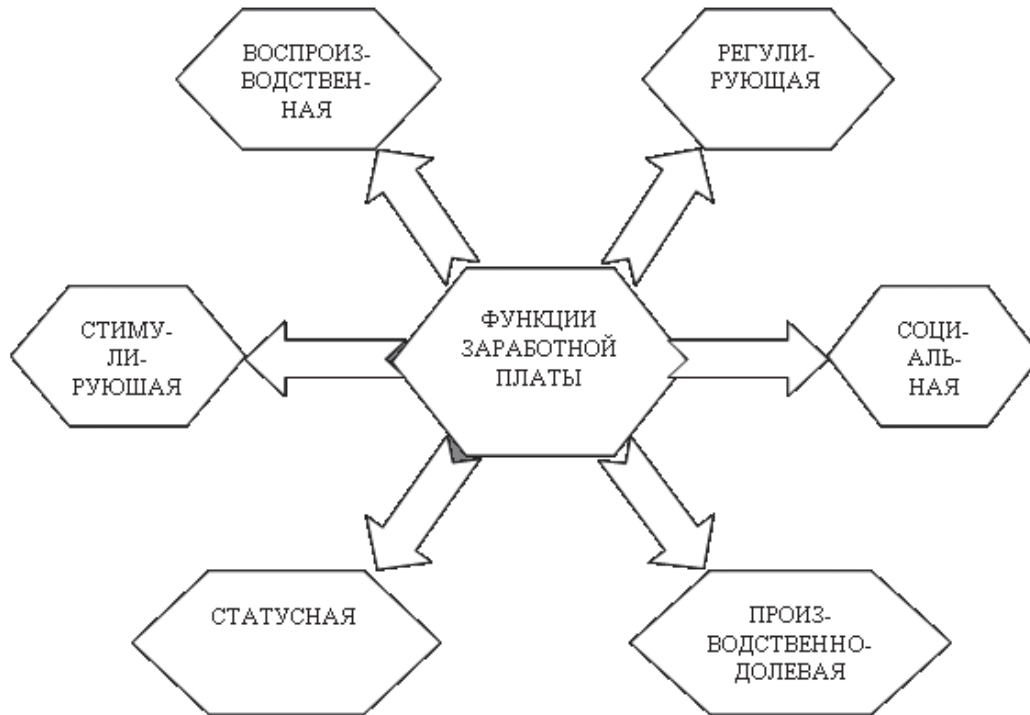 ВОСПРОИЗ-
ВОДСТВЕН-
НАЯ
РЕГУЛИ-
РУЮЩАЯ
СТИМУ-
ЛИ-
РУЮШАЯ
ФУНКЦИИ
ЗАРАБОТНОЙ
ПЛАТЫ
СОЦИ-
АЛЬ-
НАЯ
СТАТУСНАЯ
ПРОИЗ-
ВОДСТВЕННО-
ДОЛЕВАЯ